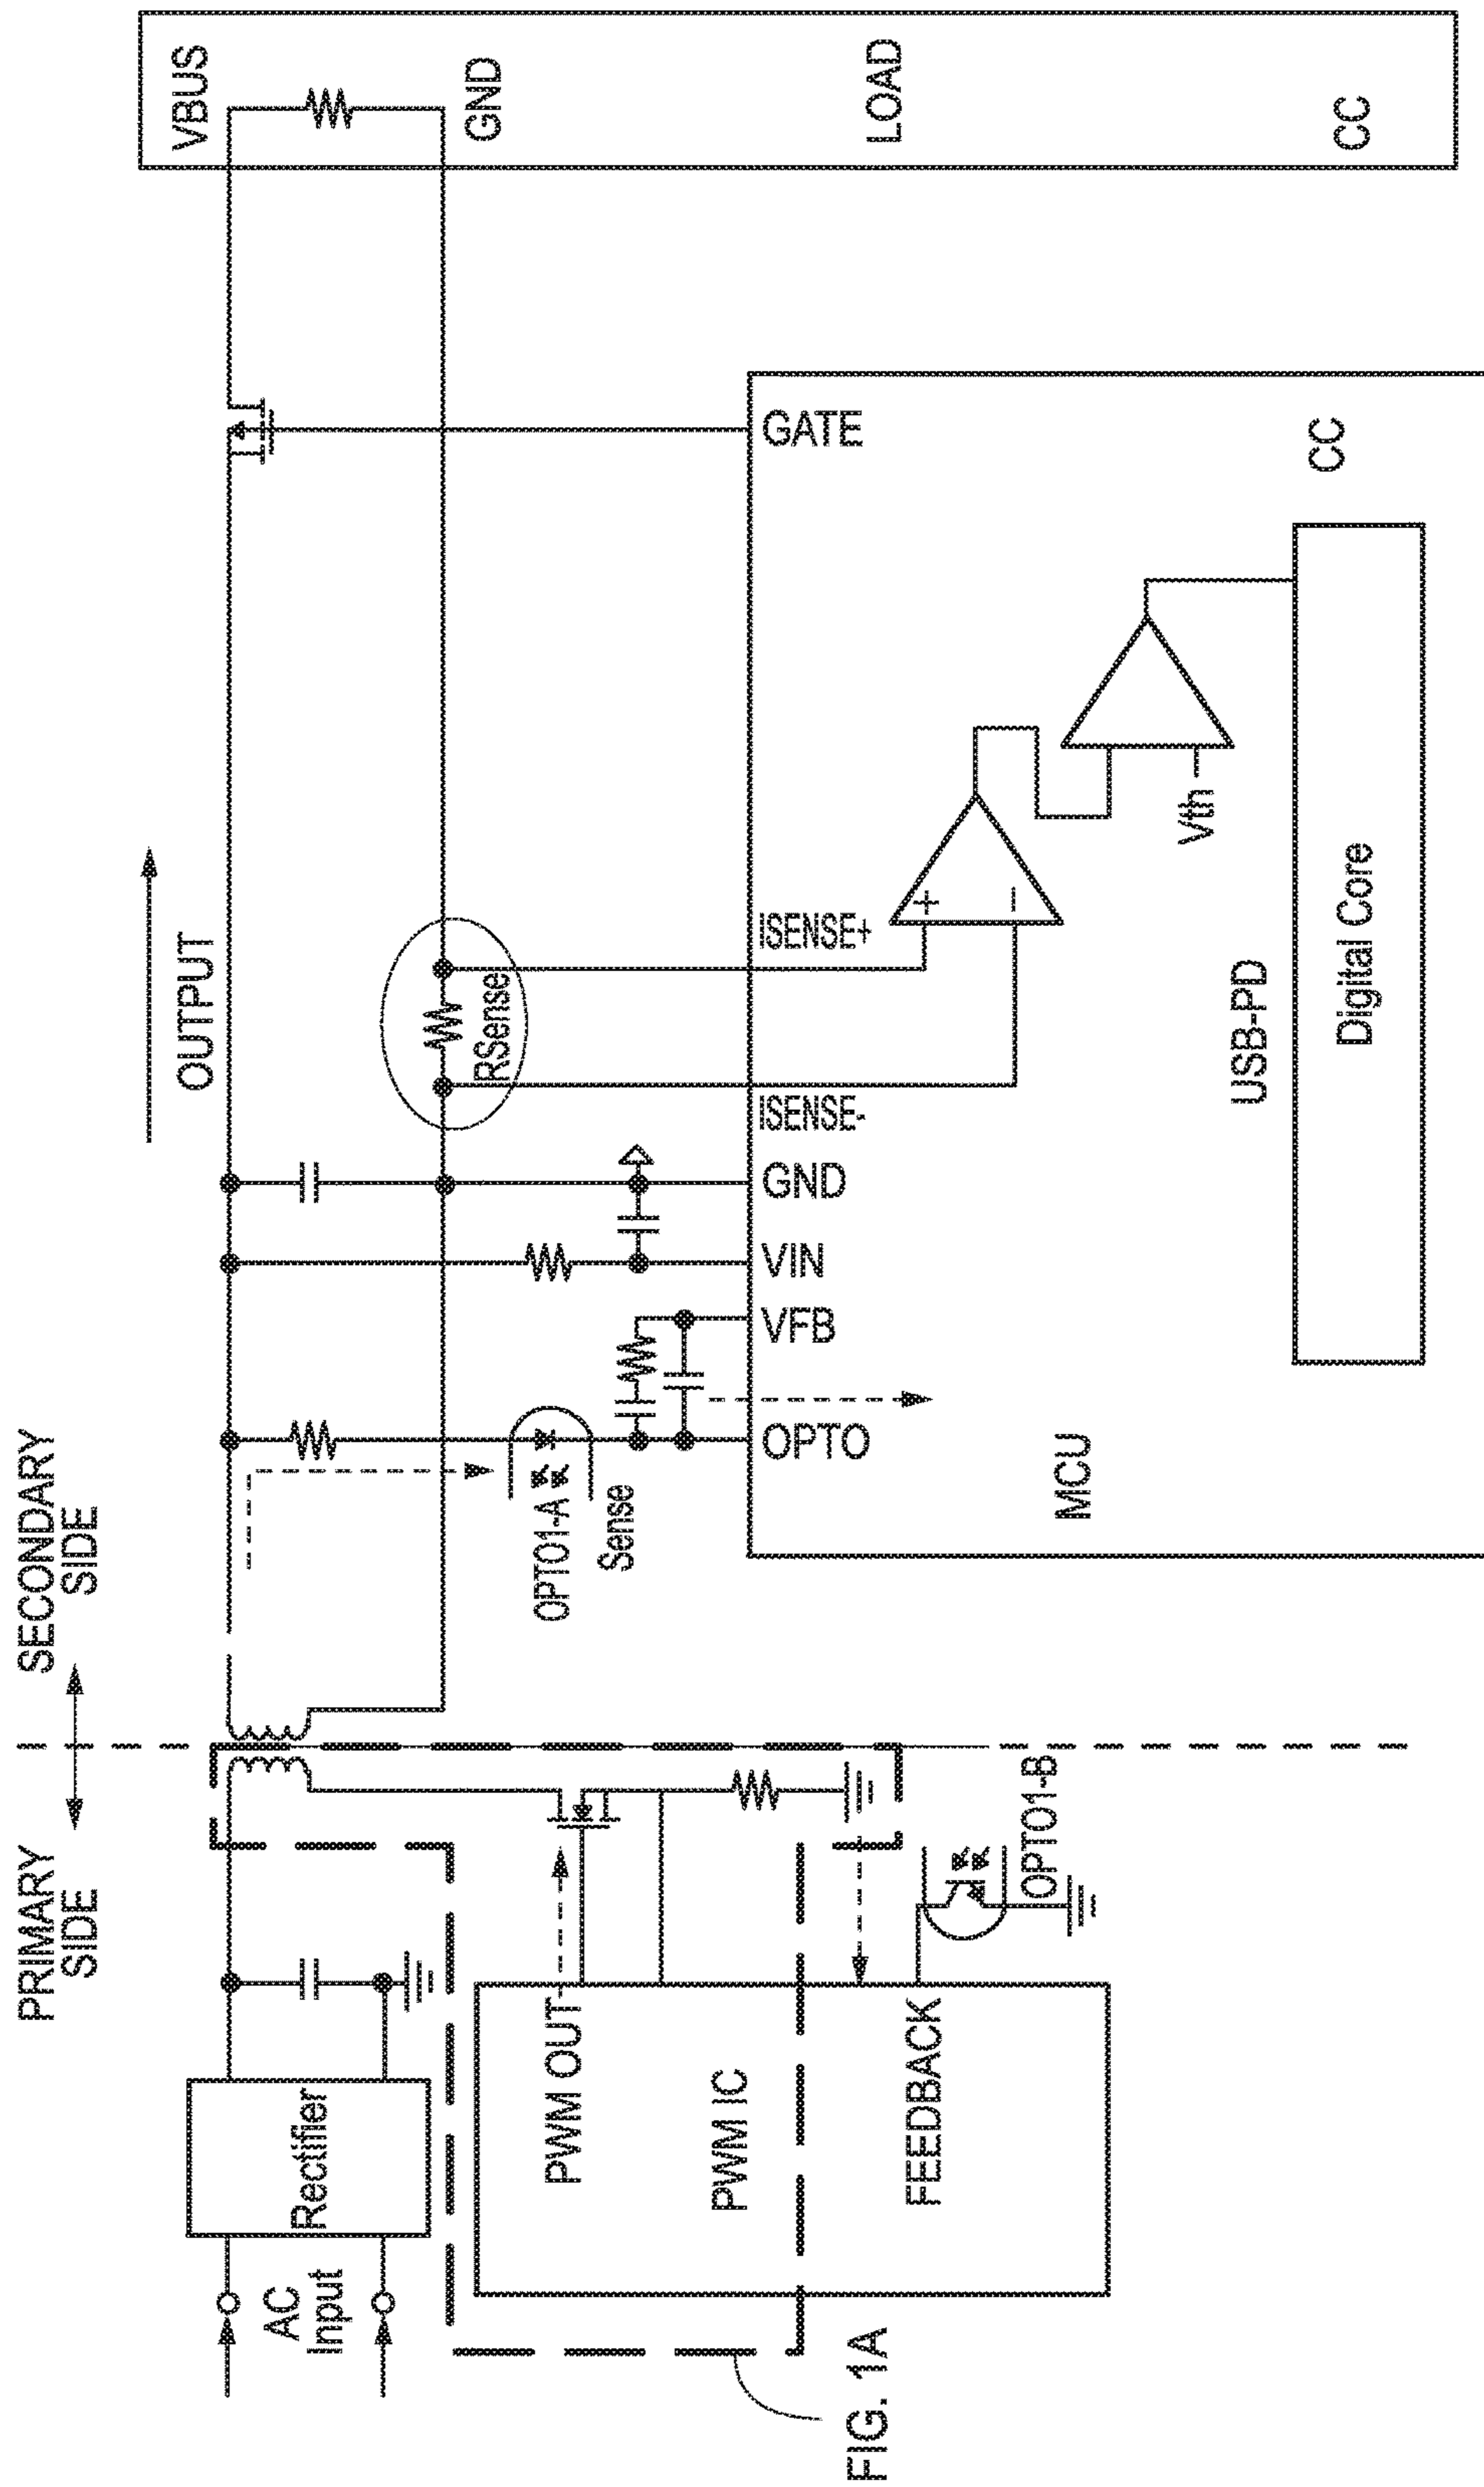 PRIMARY
SIDE
SECONDARY
SIDE
AC
Input
Rectifier
OUTPUT
VBUS
GND
LOAD
CC
PWM OUT
PWM IC
FEEDBACK
OPTO1-B
OPTO1-A
Sense
RSense
OPTO
VFB
VIN
GND
ISENSE-
ISENSE+
GATE
+
−
Vth
MCU
USB-PD
CC
Digital Core
FIG. 1A